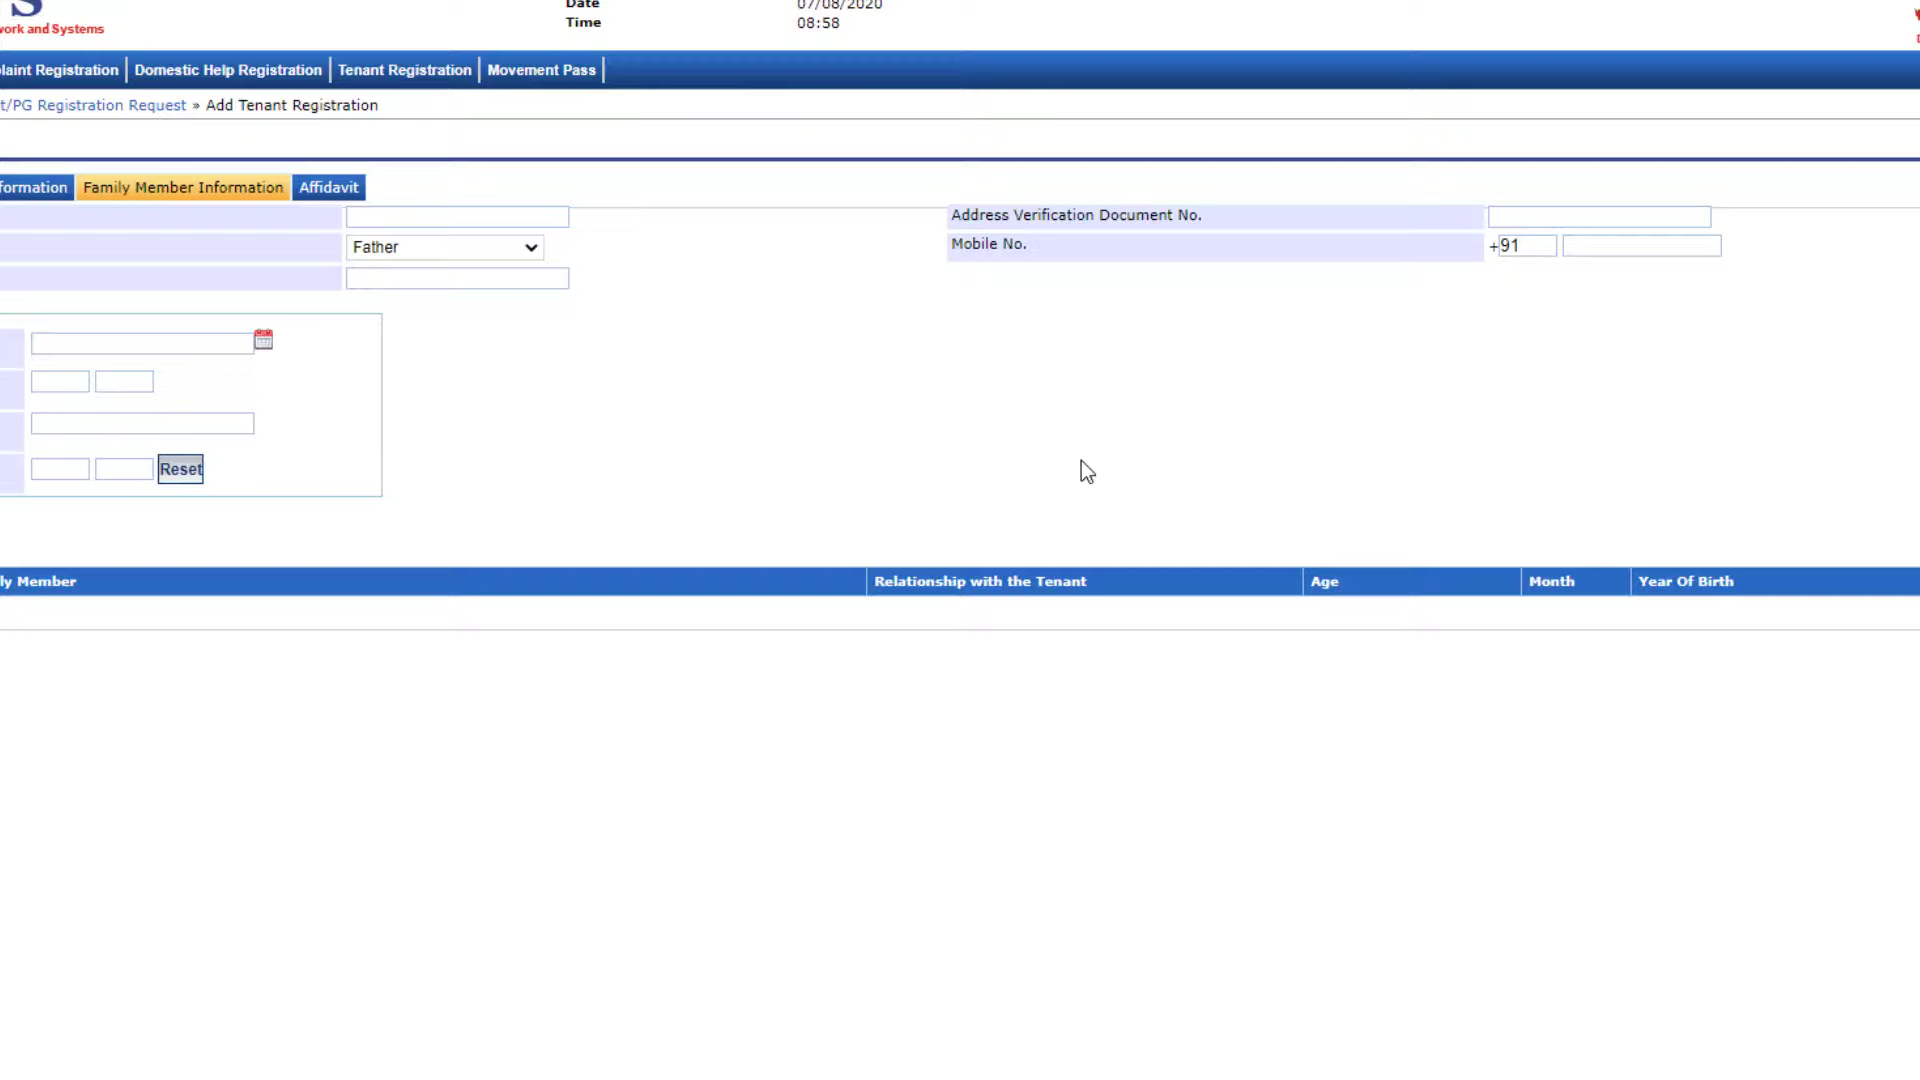 Date 07/08/2020
work and Systems
Time 08:58
laint Registration Domestic Help Registration Tenant Registration Movement Pass
t/PG Registration Request » Add Tenant Registration
formation Family Member Information Affidavit
Address Verification Document No.
Father Mobile No. +91
Reset
ly Member Relationship with the Tenant Age Month Year Of Birth